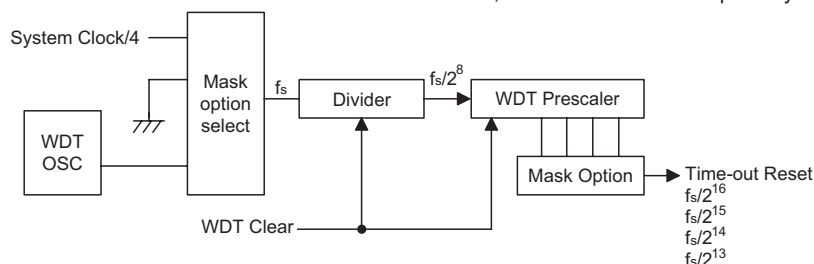 System Clock/4
Mask
option
select
fs
Divider
fs/2^8
WDT Prescaler
WDT
OSC
Mask Option
Time-out Reset
fs/2^16
fs/2^15
fs/2^14
fs/2^13
WDT Clear